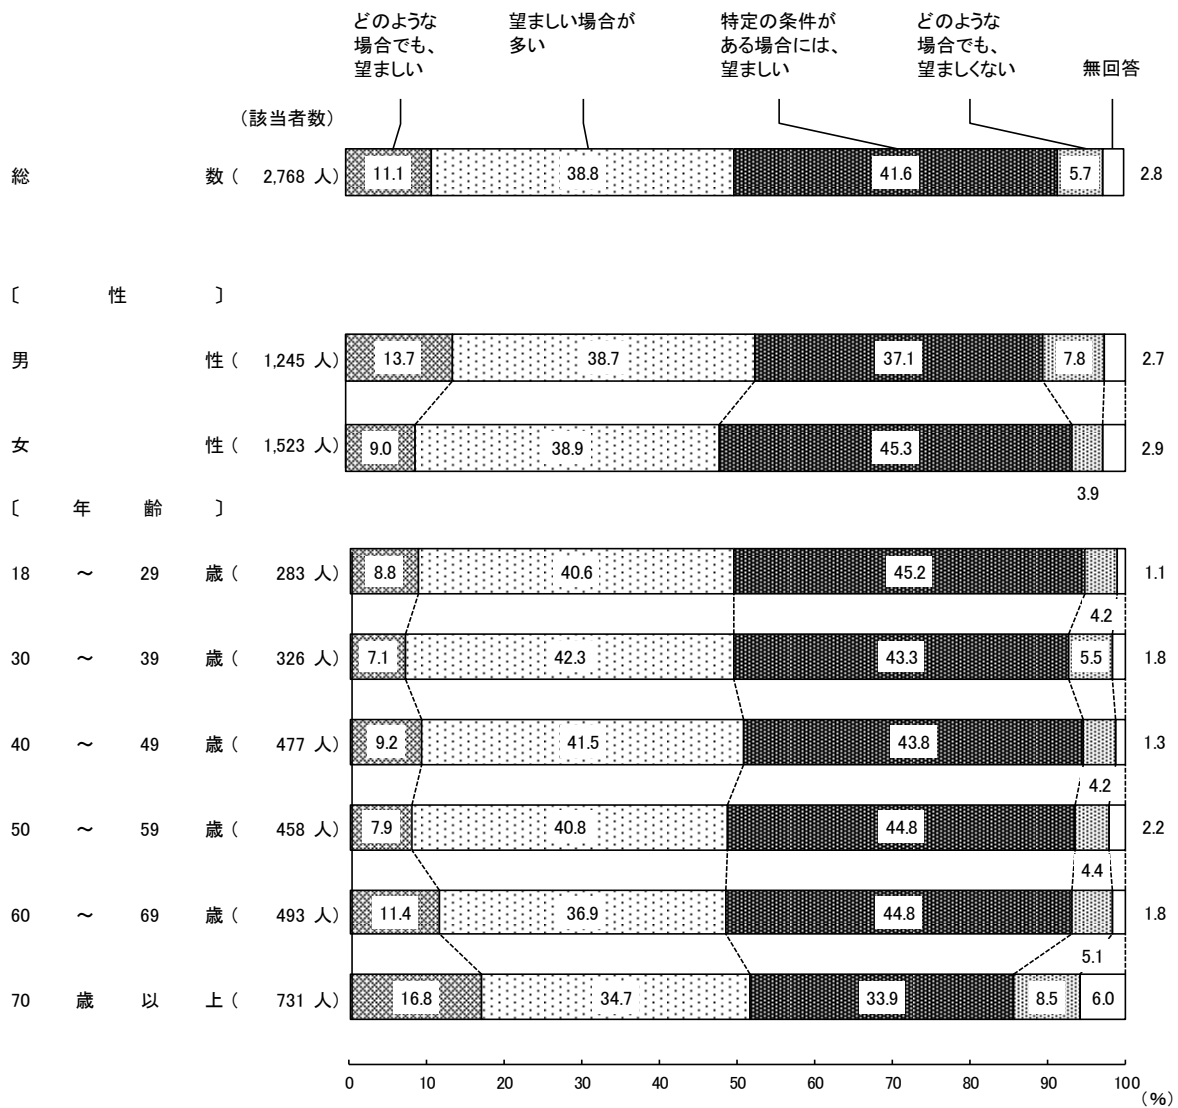 どのような
場合でも、
望ましい
望ましい場合が
多い
特定の条件が
ある場合には、
望ましい
どのような
場合でも、
望ましくない
無回答
（該当者数）
総　　　数（ 2,768 人） 11.1 38.8 41.6 5.7 2.8
〔　性　〕
男　　　性（ 1,245 人） 13.7 38.7 37.1 7.8 2.7
女　　　性（ 1,523 人） 9.0 38.9 45.3 2.9
3.9
〔　年　齢　〕
18 ～ 29 歳（ 283 人） 8.8 40.6 45.2 1.1
4.2
30 ～ 39 歳（ 326 人） 7.1 42.3 43.3 5.5 1.8
40 ～ 49 歳（ 477 人） 9.2 41.5 43.8 1.3
4.2
50 ～ 59 歳（ 458 人） 7.9 40.8 44.8 2.2
4.4
60 ～ 69 歳（ 493 人） 11.4 36.9 44.8 1.8
5.1
70 歳 以 上（ 731 人） 16.8 34.7 33.9 8.5 6.0
0 10 20 30 40 50 60 70 80 90 100
（％）